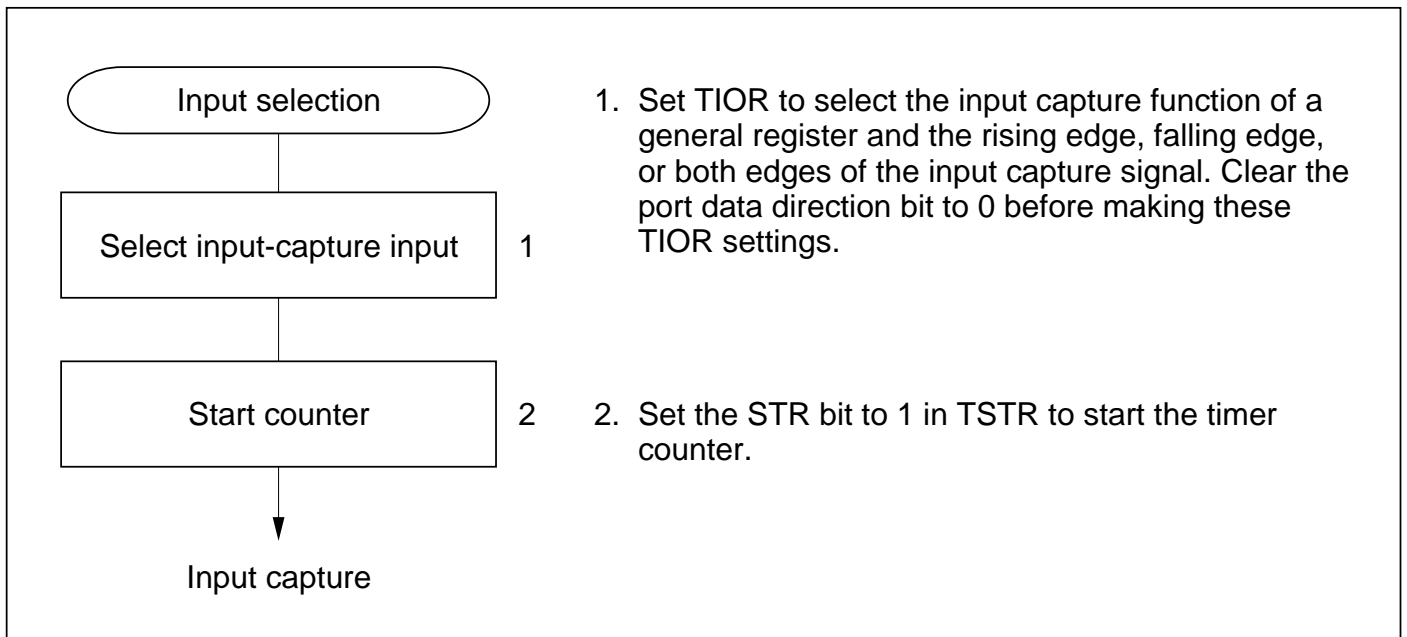 Input selection
1. Set TIOR to select the input capture function of a
general register and the rising edge, falling edge,
or both edges of the input capture signal. Clear the
port data direction bit to 0 before making these
TIOR settings.
Select input-capture input 1
Start counter 2
2. Set the STR bit to 1 in TSTR to start the timer
counter.
Input capture